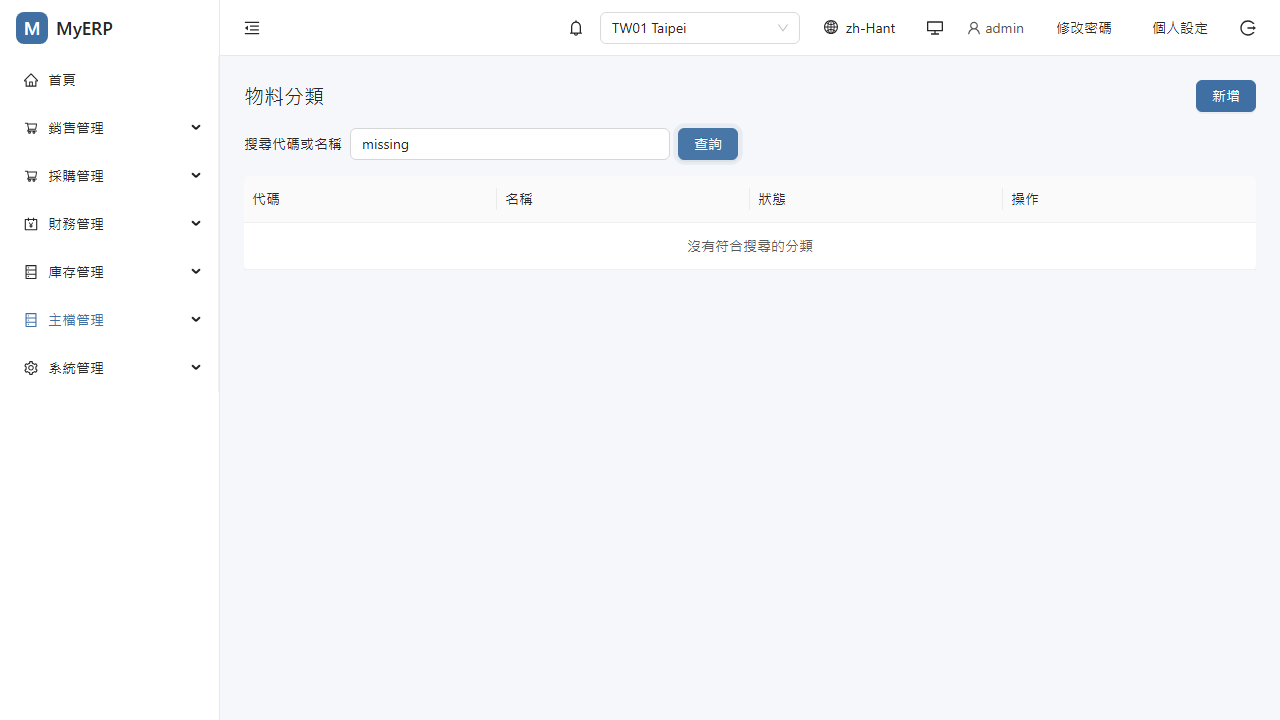 M MyERP
TW01 Taipei
zh-Hant
admin
修改密碼
個人設定
首頁
銷售管理
採購管理
財務管理
庫存管理
主檔管理
系統管理
物料分類
新增
搜尋代碼或名稱
missing
查詢
代碼
名稱
狀態
操作
沒有符合搜尋的分類